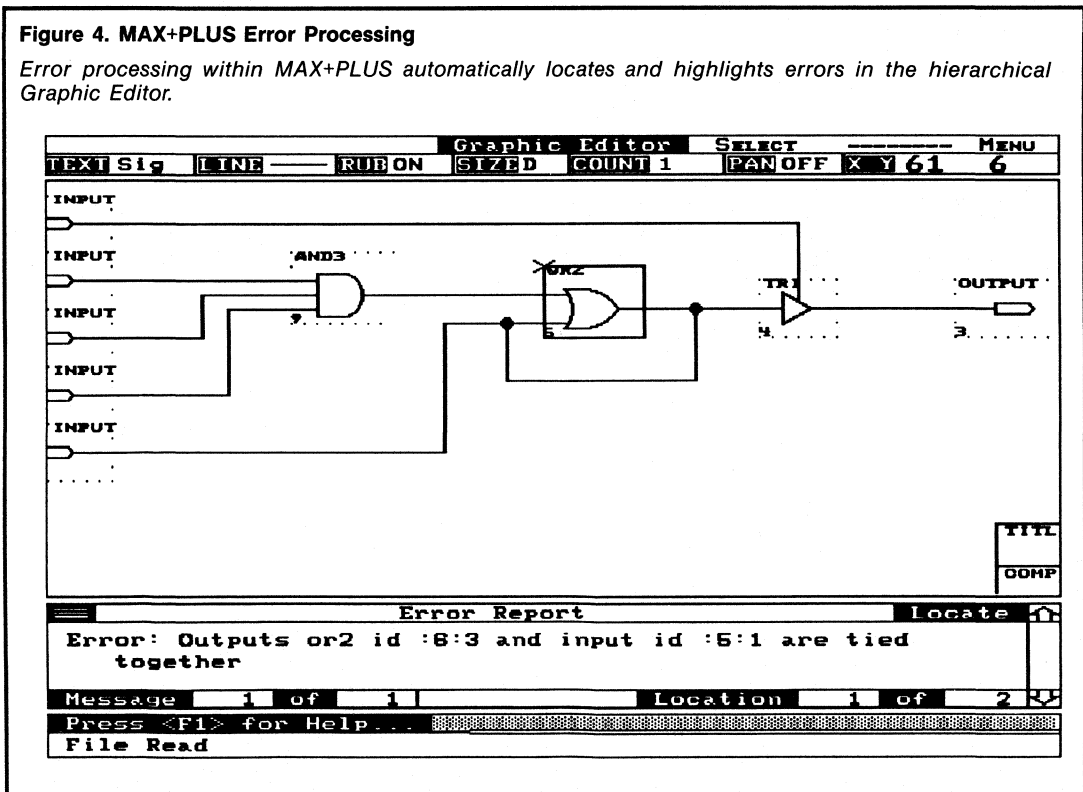 Figure 4. MAX+PLUS Error Processing
Error processing within MAX+PLUS automatically locates and highlights errors in the hierarchical
Graphic Editor.
Graphic Editor SELECT MENU
TEXT Sig LINE RUB ON SIZE D COUNT 1 PAN OFF X Y 61 6
INPUT
INPUT AND3 OR2 TRI OUTPUT
INPUT 4 3
INPUT
INPUT
TITL
COMP
Error Report Locate
Error: Outputs or2 id :6:3 and input id :5:1 are tied
together
Message 1 of 1 Location 1 of 2
Press <F1> for Help...
File Read